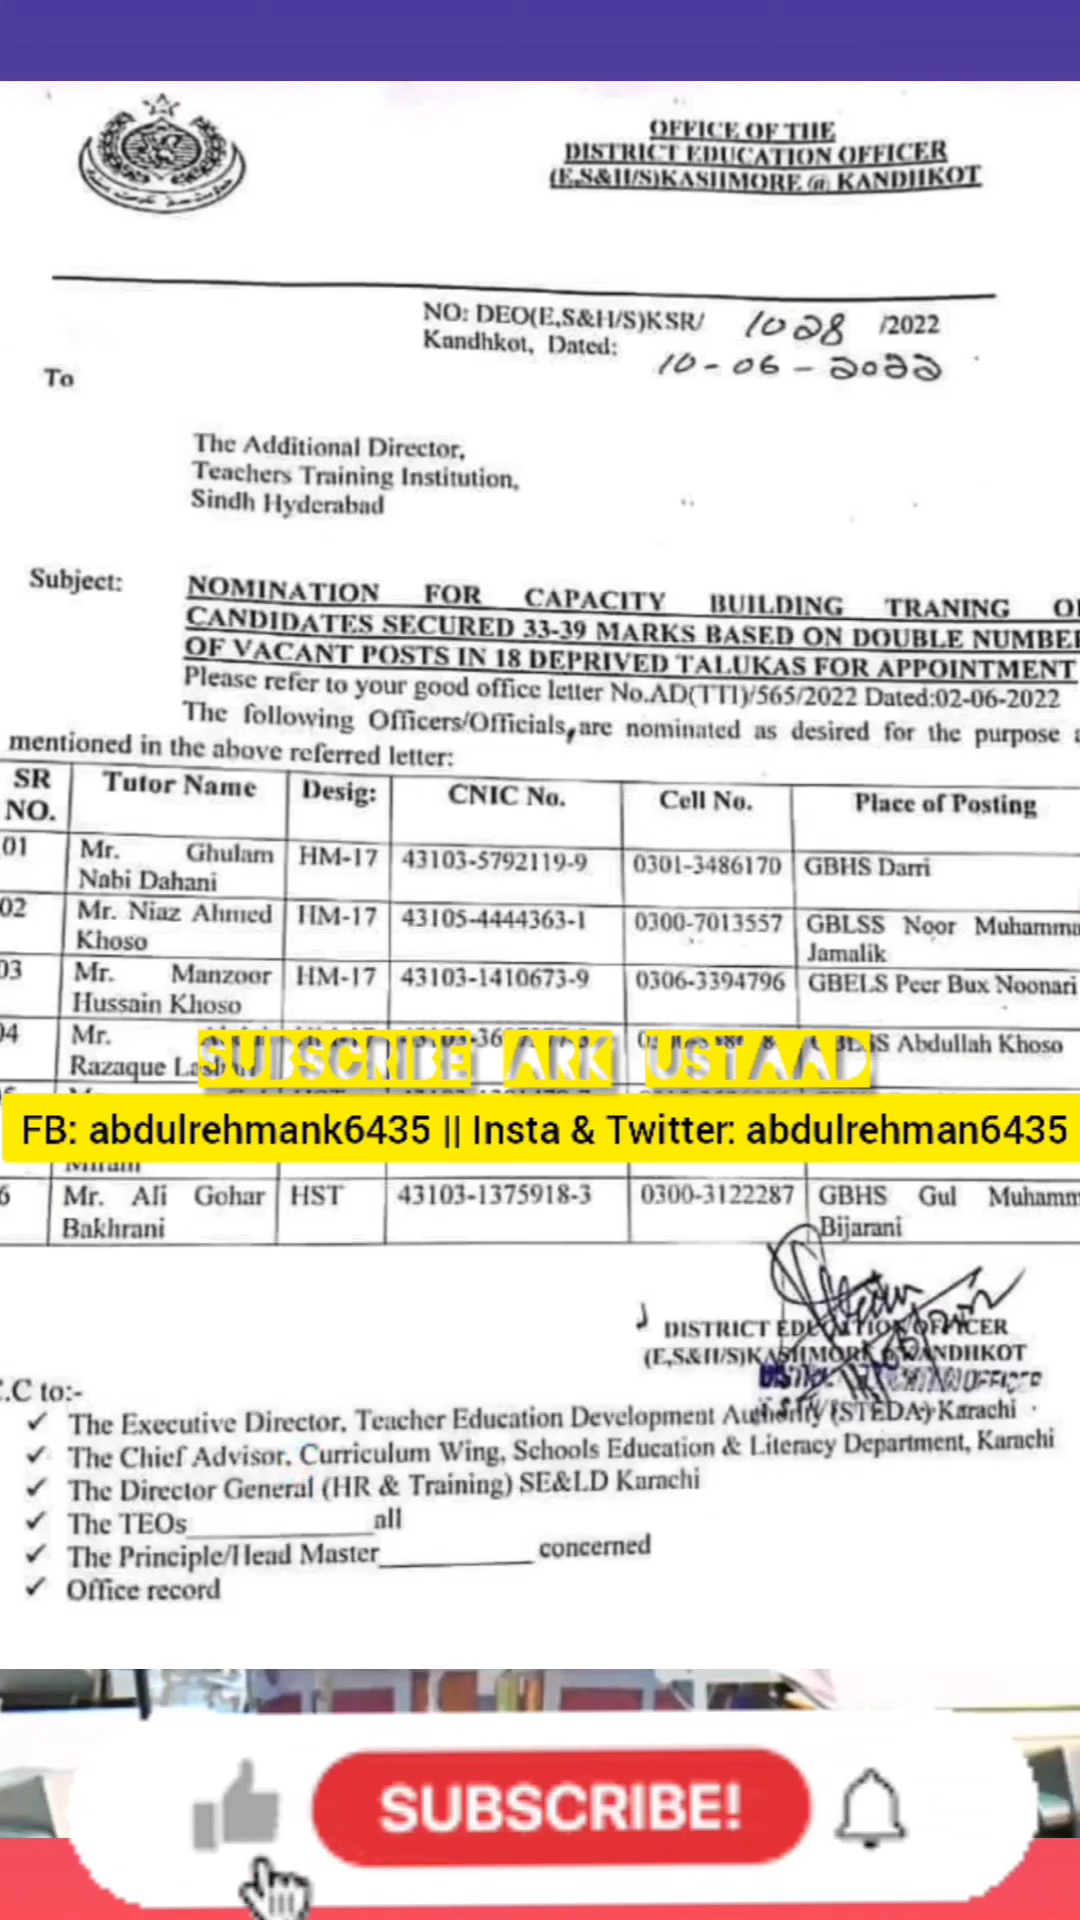 OFFICE OF THE
DISTRICT EDUCATION OFFICER
(E,S&H/S)KASHMORE @ KANDHKOT
NO: DEO(E,S&H/S)KSR/ 1028 /2022
Kandhkot, Dated: 10-06-2022
To
The Additional Director,
Teachers Training Institution,
Sindh Hyderabad
Subject: NOMINATION FOR CAPACITY BUILDING TRANING OF
CANDIDATES SECURED 33-39 MARKS BASED ON DOUBLE NUMBER
OF VACANT POSTS IN 18 DEPRIVED TALUKAS FOR APPOINTMENT
Please refer to your good office letter No.AD(TTI)/565/2022 Dated:02-06-2022
The following Officers/Officials, are nominated as desired for the purpose a
mentioned in the above referred letter:
SR NO. Tutor Name Desig: CNIC No. Cell No. Place of Posting
01 Mr. Ghulam HM-17 43103-5792119-9 0301-3486170 GBHS Darri
Nabi Dahani
02 Mr. Niaz Ahmed HM-17 43105-4444363-1 0300-7013557 GBLSS Noor Muhamma
Khoso Jamalik
03 Mr. Manzoor HM-17 43103-1410673-9 0306-3394796 GBELS Peer Bux Noonari
Hussain Khoso
04 Mr. Abdullah Khoso
Razaque
SUBSCRIBE ARK USTAAD
FB: abdulrehmank6435 || Insta & Twitter: abdulrehman6435
6 Mr. Ali Gohar HST 43103-1375918-3 0300-3122287 GBHS Gul Muhamm
Bakhrani Bijarani
DISTRICT EDUCATION OFFICER
(E,S&H/S)KASHMORE @ KANDHKOT
C.C to:-
✓ The Executive Director, Teacher Education Development Authority (STEDA) Karachi
✓ The Chief Advisor, Curriculum Wing, Schools Education & Literacy Department, Karachi
✓ The Director General (HR & Training) SE&LD Karachi
✓ The TEOs____________all
✓ The Principle/Head Master__________ concerned
✓ Office record
SUBSCRIBE!